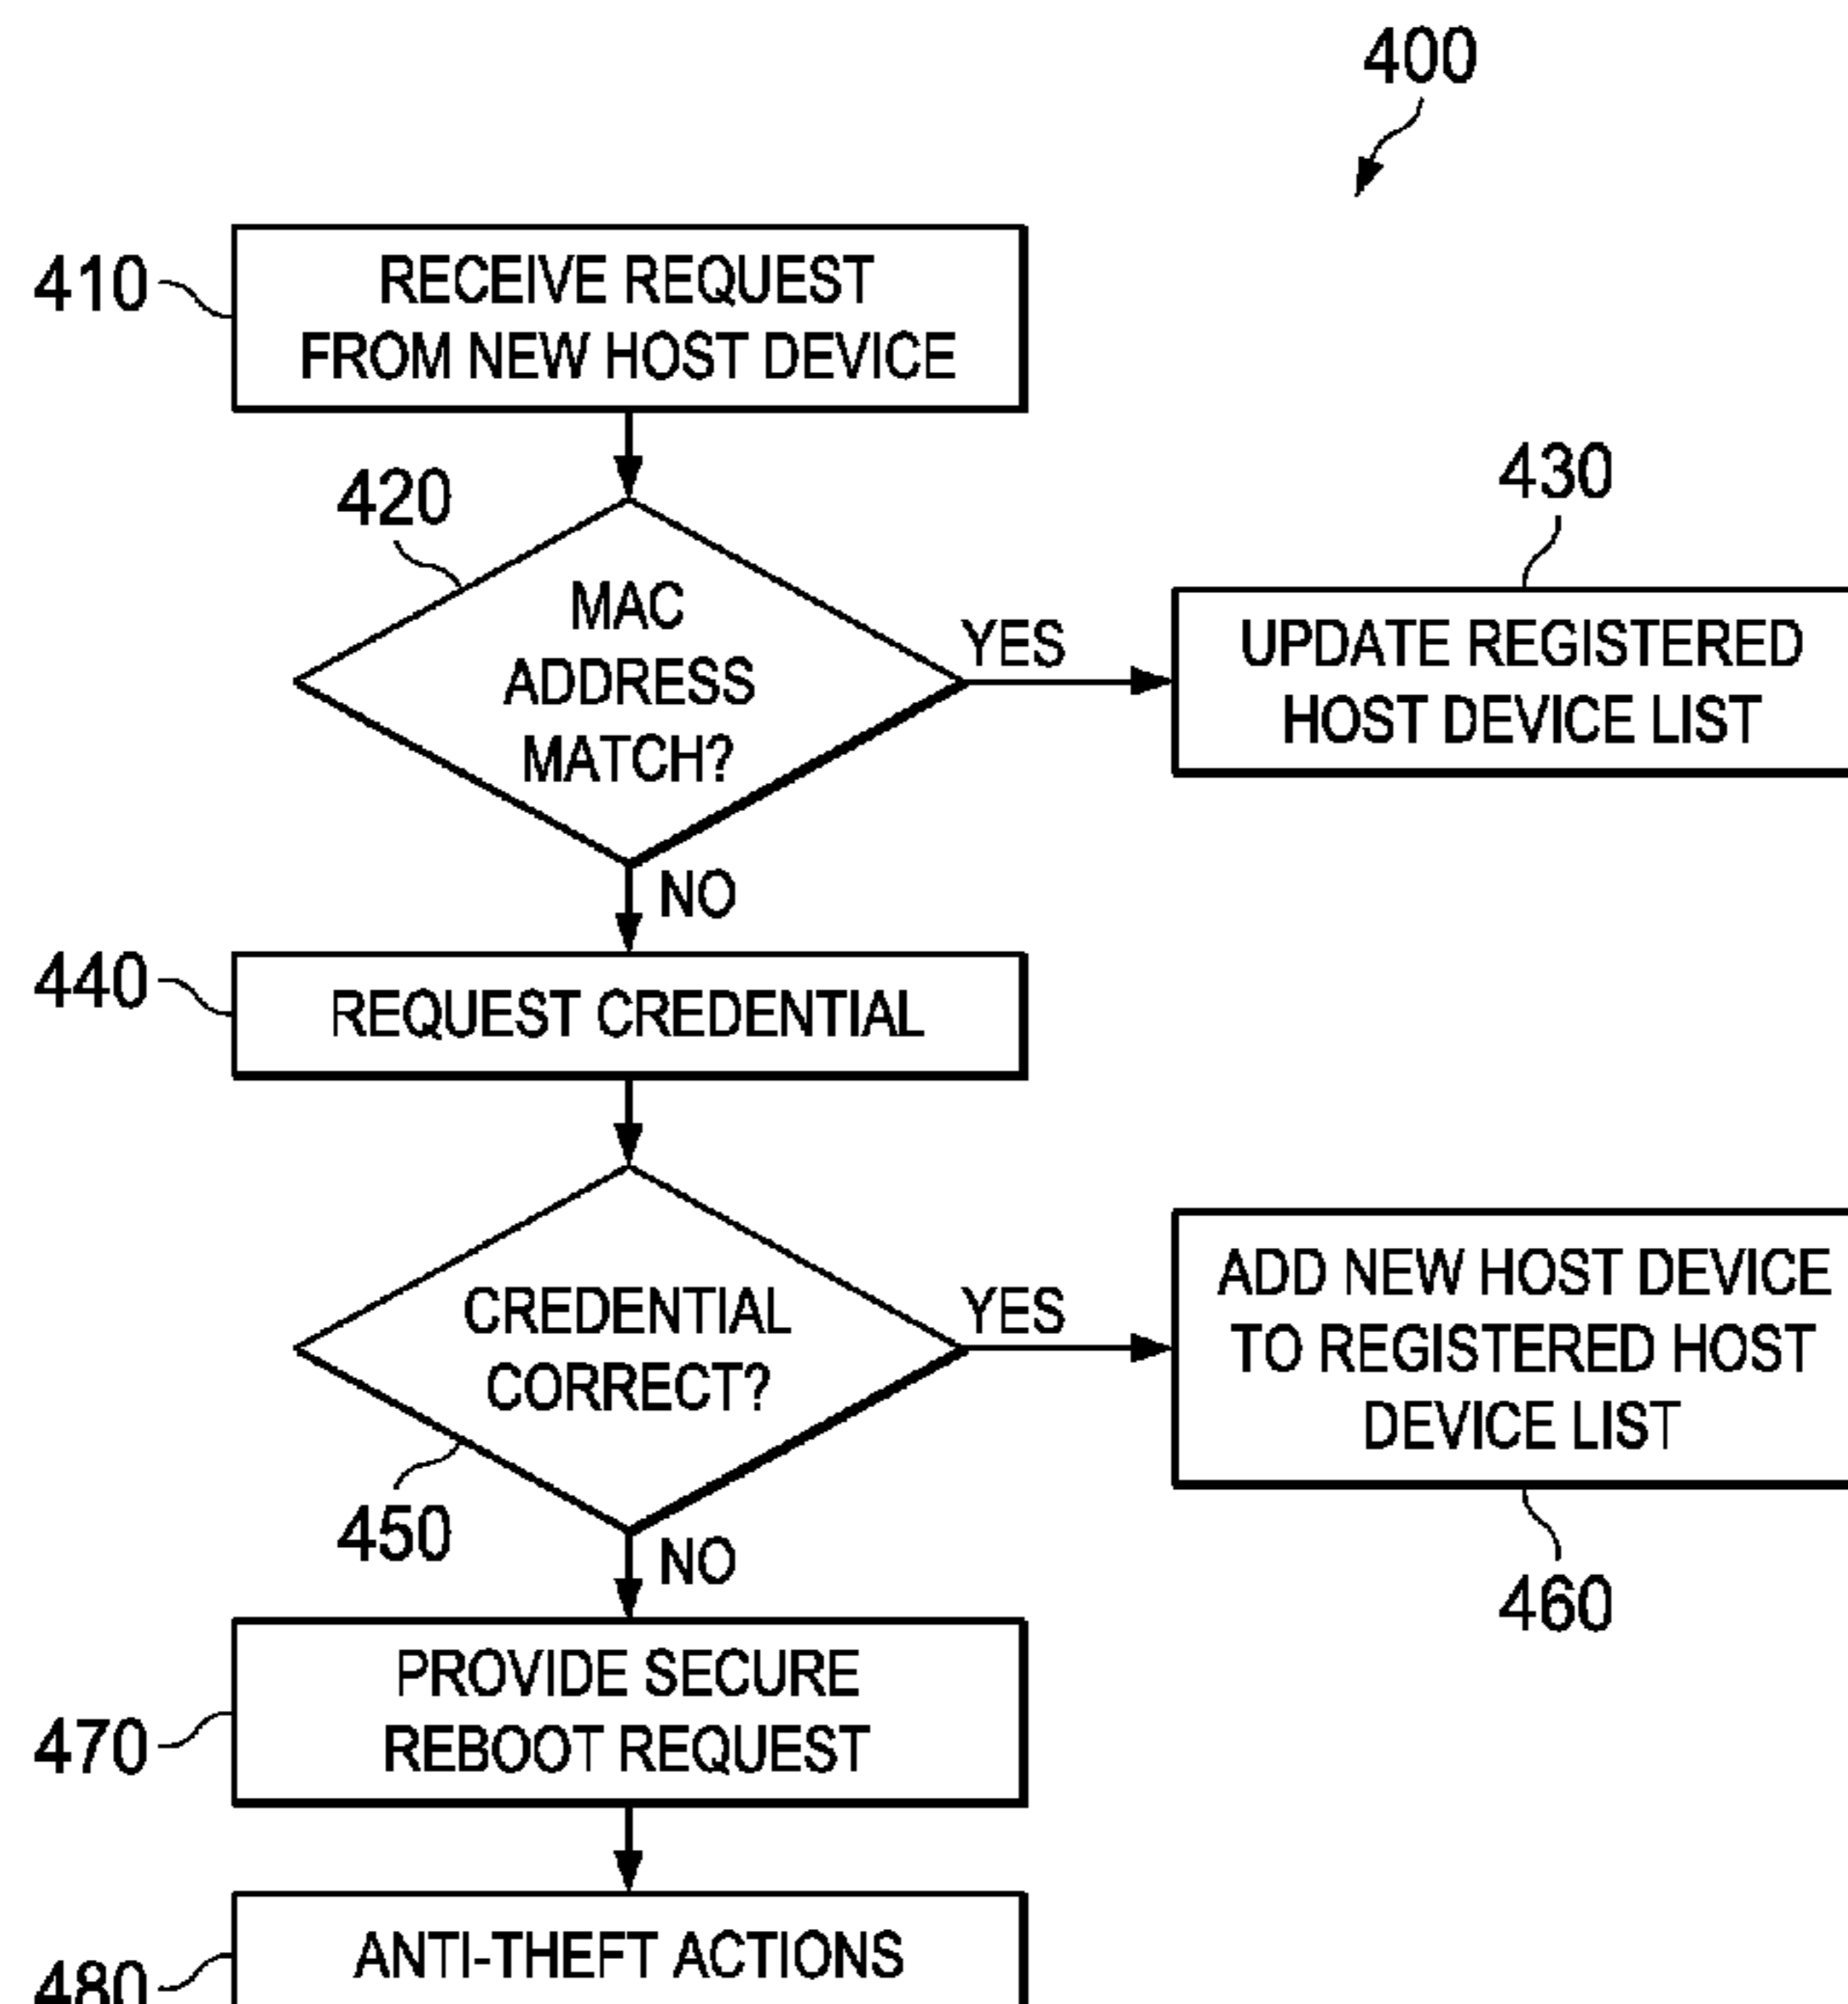 400
410
RECEIVE REQUEST
FROM NEW HOST DEVICE
420
MAC
ADDRESS
MATCH?
YES
430
UPDATE REGISTERED
HOST DEVICE LIST
NO
440
REQUEST CREDENTIAL
CREDENTIAL
CORRECT?
450
YES
ADD NEW HOST DEVICE
TO REGISTERED HOST
DEVICE LIST
460
NO
470
PROVIDE SECURE
REBOOT REQUEST
480
ANTI-THEFT ACTIONS